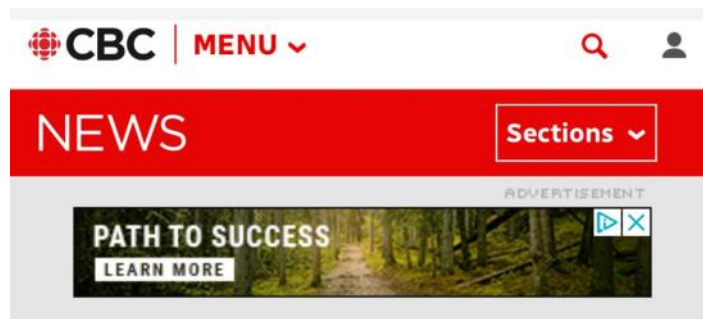 CBC MENU
NEWS
Sections
ADVERTISEMENT
PATH TO SUCCESS
LEARN MORE